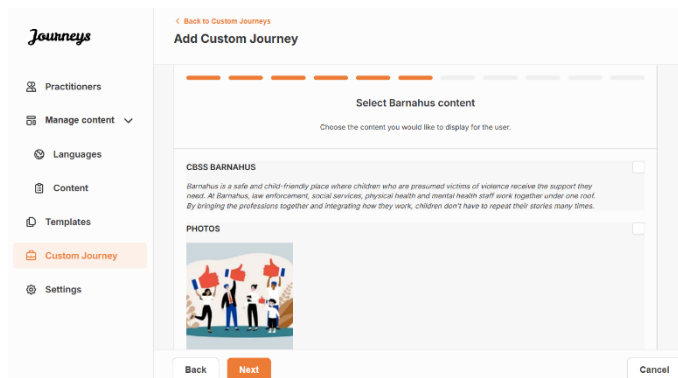 Journeys
< Back to Custom Journeys
Add Custom Journey
Practitioners
Manage content
Languages
Content
Templates
Custom Journey
Settings
Select Barnahus content
Choose the content you would like to display for the user.
CBSS BARNAHUS
Barnahus is a safe and child-friendly place where children who are presumed victims of violence receive the support they
need. At Barnahus, law enforcement, social services, physical health and mental health staff work together under one roof.
By bringing the professions together and integrating how they work, children don't have to repeat their stories many times.
PHOTOS
Back
Next
Cancel